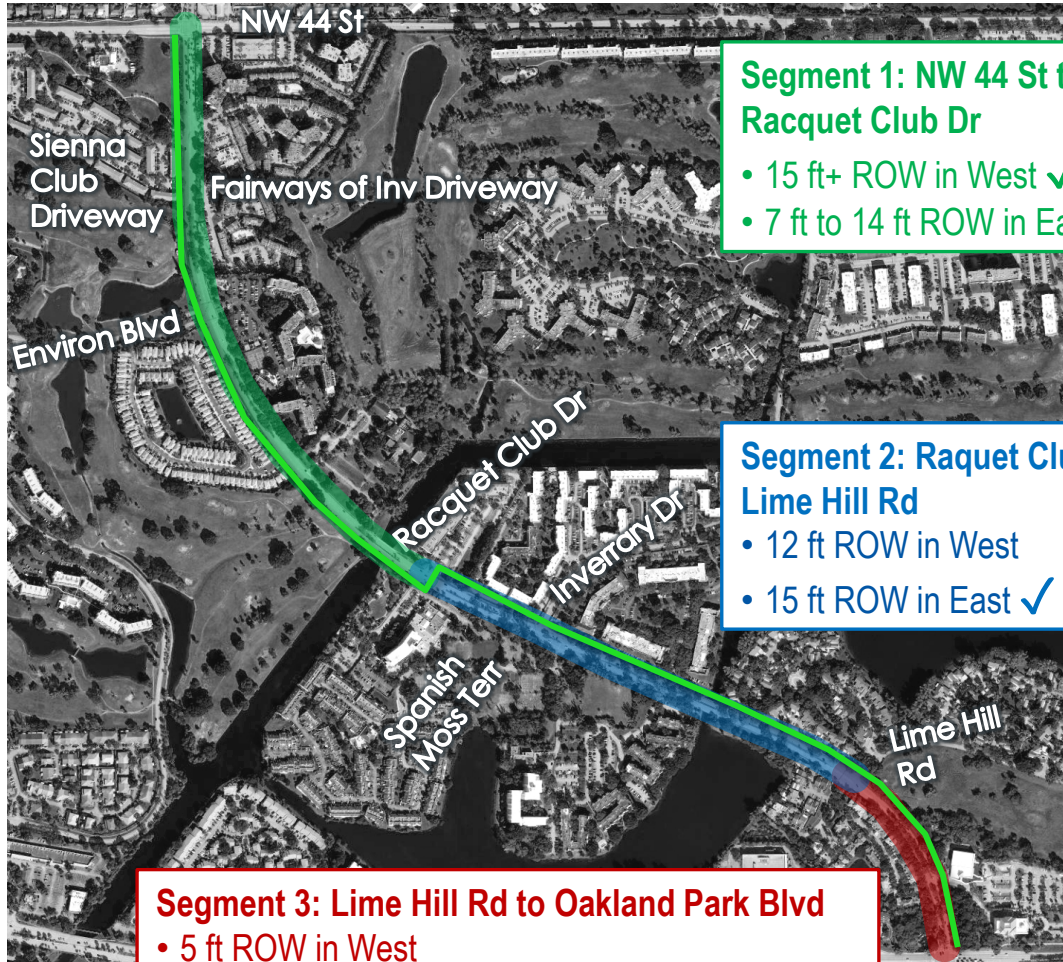 NW 44 St
Segment 1: NW 44 St t
Racquet Club Dr
• 15 ft+ ROW in West ✓
• 7 ft to 14 ft ROW in Ea
Sienna
Club
Driveway
Fairways of Inv Driveway
Environ Blvd
Racquet Club Dr
Segment 2: Raquet Clu
Lime Hill Rd
• 12 ft ROW in West
• 15 ft ROW in East ✓
Inverrary Dr
Spanish
Moss Terr
Lime Hill
Rd
Segment 3: Lime Hill Rd to Oakland Park Blvd
• 5 ft ROW in West